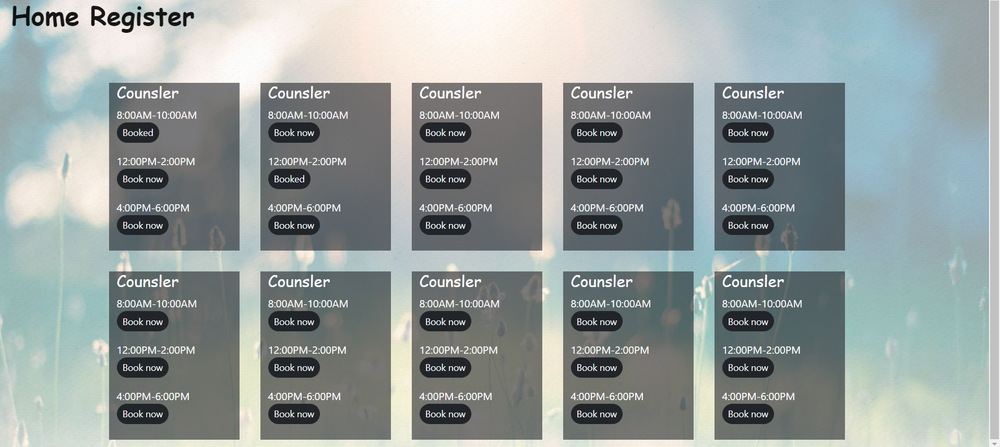 Home Register
Counsler Counsler Counsler Counsler Counsler
8:00AM-10:00AM 8:00AM-10:00AM 8:00AM-10:00AM 8:00AM-10:00AM 8:00AM-10:00AM
Booked Book now Book now Book now Book now
12:00PM-2:00PM 12:00PM-2:00PM 12:00PM-2:00PM 12:00PM-2:00PM 12:00PM-2:00PM
Book now Booked Book now Book now Book now
4:00PM-6:00PM 4:00PM-6:00PM 4:00PM-6:00PM 4:00PM-6:00PM 4:00PM-6:00PM
Book now Book now Book now Book now Book now
Counsler Counsler Counsler Counsler Counsler
8:00AM-10:00AM 8:00AM-10:00AM 8:00AM-10:00AM 8:00AM-10:00AM 8:00AM-10:00AM
Book now Book now Book now Book now Book now
12:00PM-2:00PM 12:00PM-2:00PM 12:00PM-2:00PM 12:00PM-2:00PM 12:00PM-2:00PM
Book now Book now Book now Book now Book now
4:00PM-6:00PM 4:00PM-6:00PM 4:00PM-6:00PM 4:00PM-6:00PM 4:00PM-6:00PM
Book now Book now Book now Book now Book now